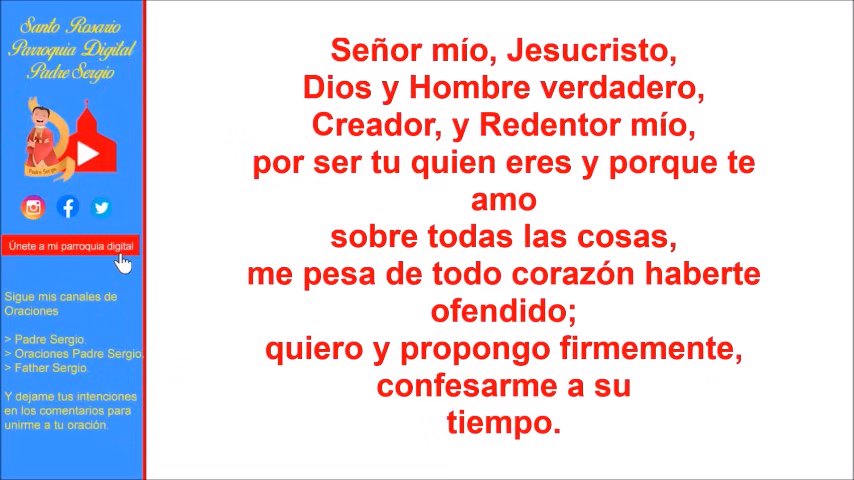 Santo Rosario
Parroquia Digital
Padre Sergio
Padre Sergio
Únete a mi parroquia digital
Sigue mis canales de
Oraciones
> Padre Sergio.
> Oraciones Padre Sergio.
> Father Sergio.
Y dejame tus intenciones
en los comentarios para
unirme a tu oración.
Señor mío, Jesucristo,
Dios y Hombre verdadero,
Creador, y Redentor mío,
por ser tu quien eres y porque te
amo
sobre todas las cosas,
me pesa de todo corazón haberte
ofendido;
quiero y propongo firmemente,
confesarme a su
tiempo.